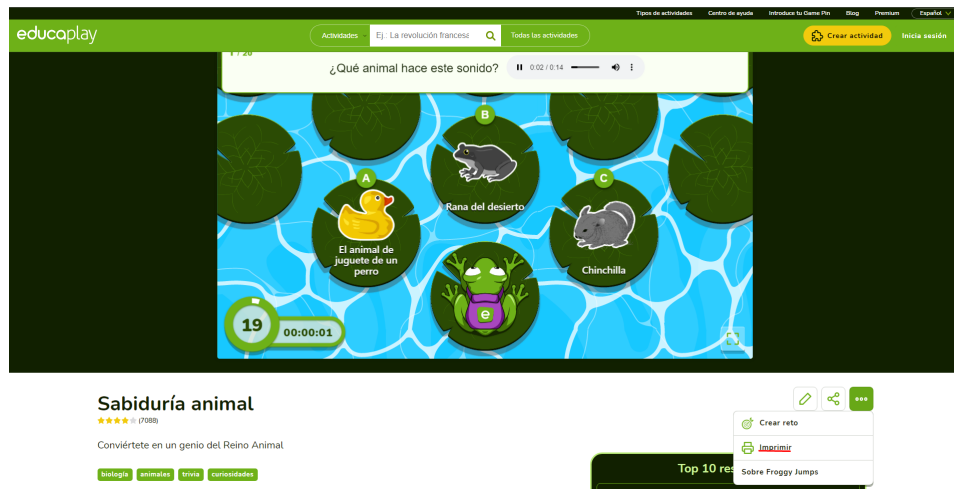 Tipos de actividades Centro de ayuda Introduce tu Game Pin Blog Premium Español
educaplay Actividades Ej.: La revolución francesa Todas las actividades Crear actividad Inicia sesión
1 / 20
¿Qué animal hace este sonido? 0:02 / 0:14
B
Rana del desierto
A
El animal de
juguete de un
perro
C
Chinchilla
e
19 00:00:01
Sabiduría animal
(7088)
Conviértete en un genio del Reino Animal
biología animales trivia curiosidades
Crear reto
Imprimir
Sobre Froggy Jumps
Top 10 res